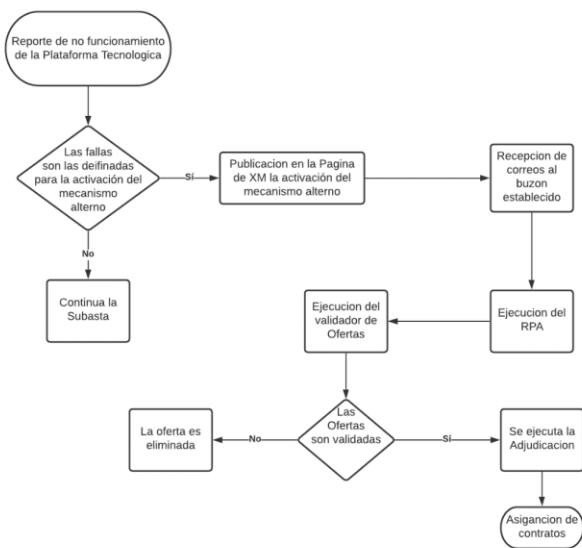 Reporte de no funcionamiento
de la Plataforma Tecnologica
Las fallas
son las deifinadas
para la activación del
mecanismo
alterno
Sí
Publicacion en la Pagina
de XM la activación del
mecanismo alterno
Recepcion de
correos al
buzon
establecido
No
Continua la
Subasta
Ejecucion del
validador de
Ofertas
Ejecucion del
RPA
La oferta es
eliminada
No
Las
Ofertas
son validadas
Sí
Se ejecuta la
Adjudicacion
Asigancion de
contratos